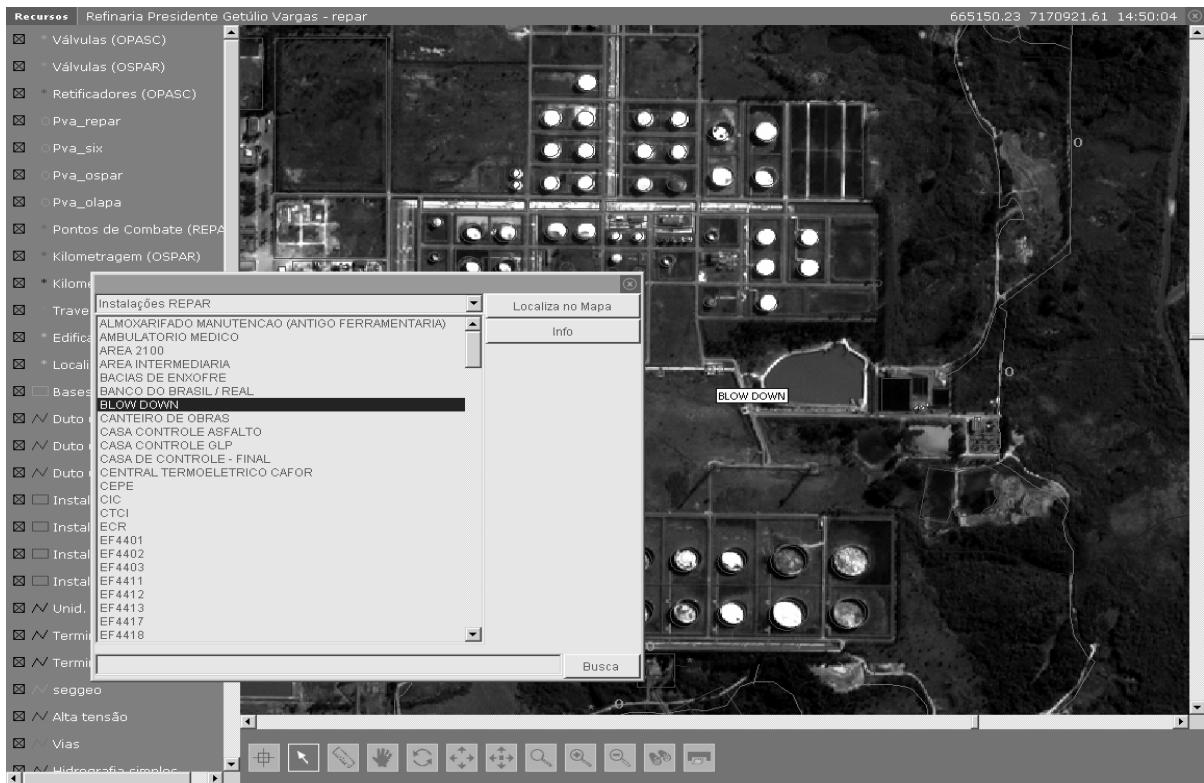 Recursos Refinaria Presidente Getúlio Vargas - repar 665150.23 7170921.61 14:50:04
Válvulas (OPASC)
Válvulas (OSPAR)
Retificadores (OPASC)
Pva_repar
Pva_six
Pva_ospar
Pva_olapa
Pontos de Combate (REPA
Kilometragem (OSPAR)
Kilome
Trave
Edifica
Locali
Bases
Duto
Duto
Duto
Instal
Instal
Instal
Instal
Unid.
Termi
Termi
seggeo
Alta tensão
Vias
Hidrografia simples
Instalações REPAR
Localiza no Mapa
Info
ALMOXARIFADO MANUTENCAO (ANTIGO FERRAMENTARIA)
AMBULATORIO MEDICO
AREA 2100
AREA INTERMEDIARIA
BACIAS DE ENXOFRE
BANCO DO BRASIL / REAL
BLOW DOWN
CANTEIRO DE OBRAS
CASA CONTROLE ASFALTO
CASA CONTROLE GLP
CASA DE CONTROLE - FINAL
CENTRAL TERMOELETRICO CAFOR
CEPE
CIC
CTCI
ECR
EF4401
EF4402
EF4403
EF4411
EF4412
EF4413
EF4417
EF4418
Busca
BLOW DOWN